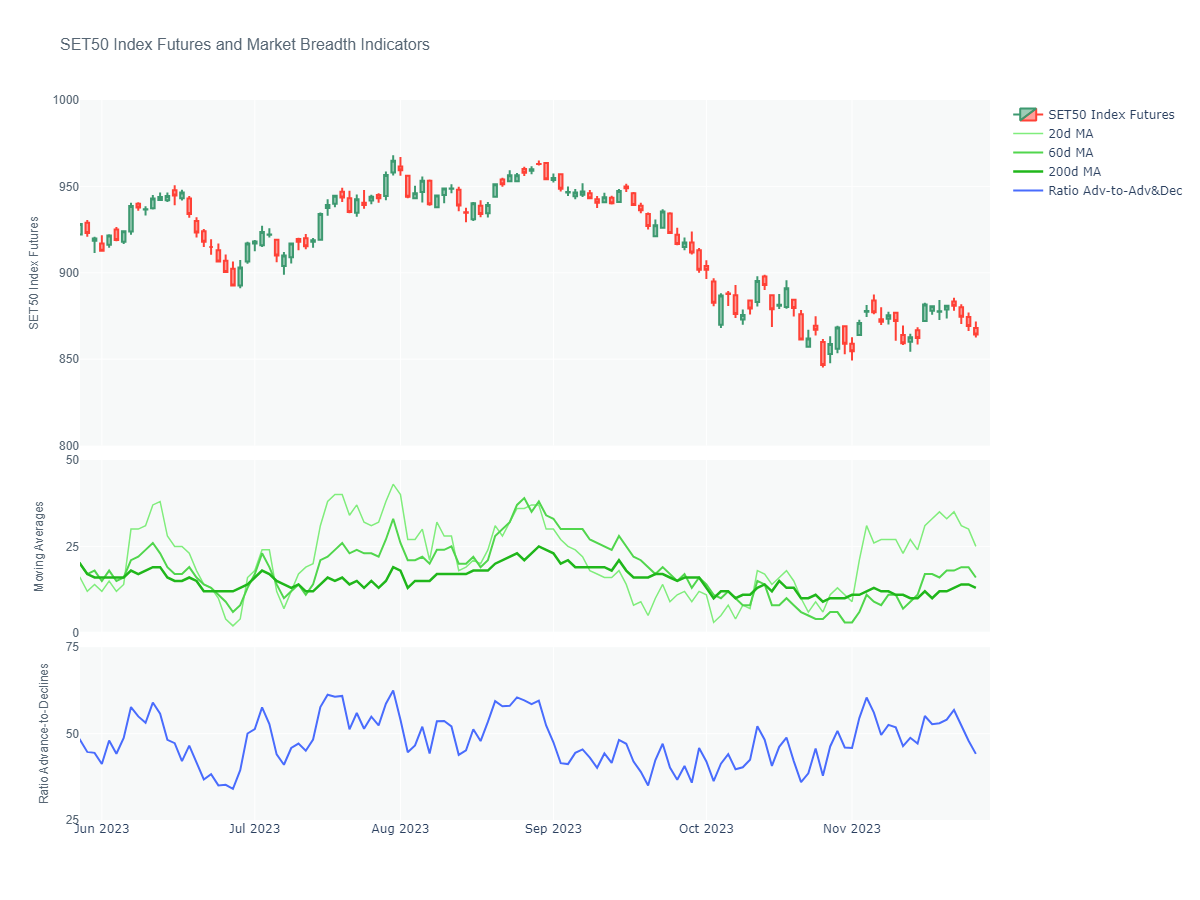 SET50 Index Futures and Market Breadth Indicators
1000
950
900
850
800
SET50 Index Futures
SET50 Index Futures
20d MA
60d MA
200d MA
Ratio Adv-to-Adv&Dec
50
25
0
Moving Averages
75
50
25
Ratio Advance-to-Declines
Jun 2023
Jul 2023
Aug 2023
Sep 2023
Oct 2023
Nov 2023